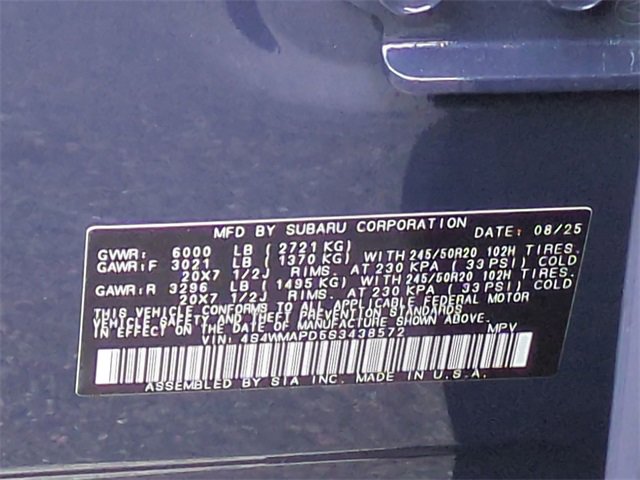 MFD BY SUBARU CORPORATION DATE: 08/25
GVWR: 6000 LB (2721 KG)
GAWR:F 3021 LB (1370 KG) WITH 245/50R20 102H TIRES.
20X7 1/2J RIMS. AT 230 KPA ( 33 PSI) COLD
GAWR:R 3296 LB (1495 KG) WITH 245/50R20 102H TIRES.
20X7 1/2J RIMS. AT 230 KPA ( 33 PSI) COLD
THIS VEHICLE CONFORMS TO ALL APPLICABLE FEDERAL MOTOR
VEHICLE SAFETY AND THEFT PREVENTION STANDARDS
IN EFFECT ON THE DATE OF MANUFACTURE SHOWN ABOVE.
VIN: 4S4WMAPD5S3438572 MPV
ASSEMBLED BY SIA INC. MADE IN U.S.A.